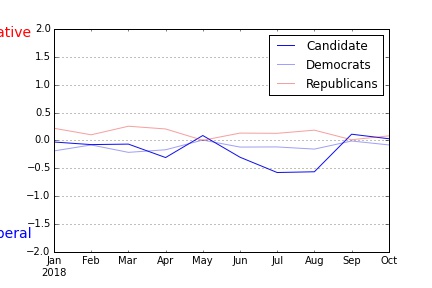 ative
2.0
1.5
1.0
0.5
0.0
−0.5
−1.0
−1.5
−2.0
peral
Candidate
Democrats
Republicans
Jan Feb Mar Apr May Jun Jul Aug Sep Oct
2018